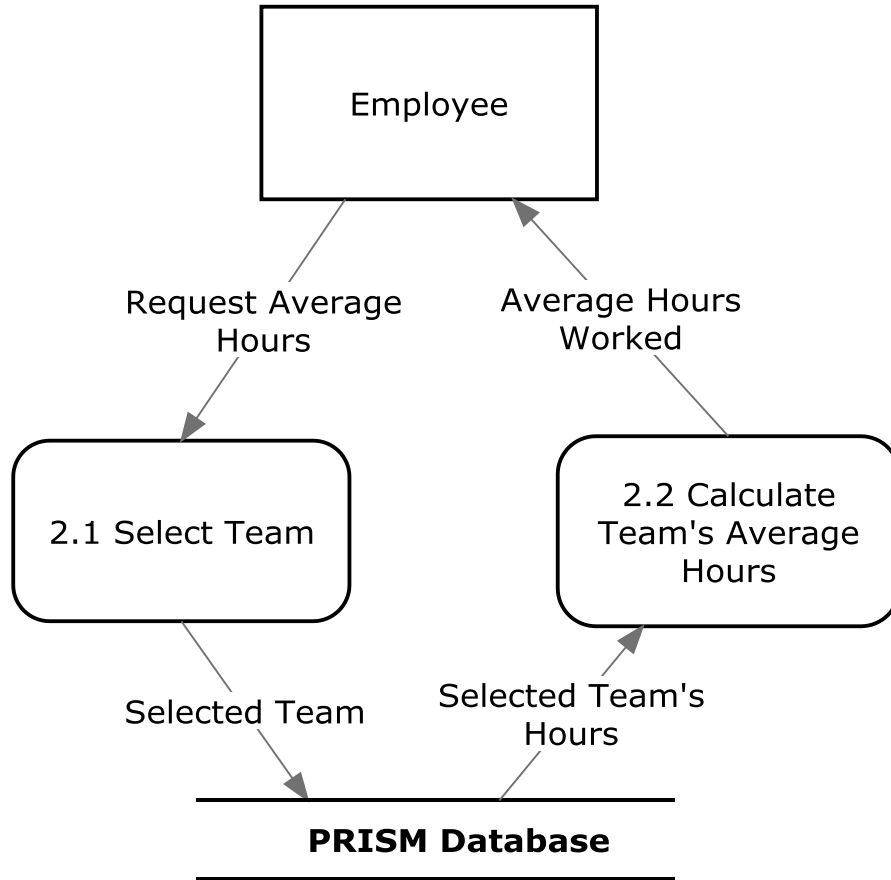 Employee
Request Average
Hours
Average Hours
Worked
2.1 Select Team
2.2 Calculate
Team's Average
Hours
Selected Team
Selected Team's
Hours
PRISM Database